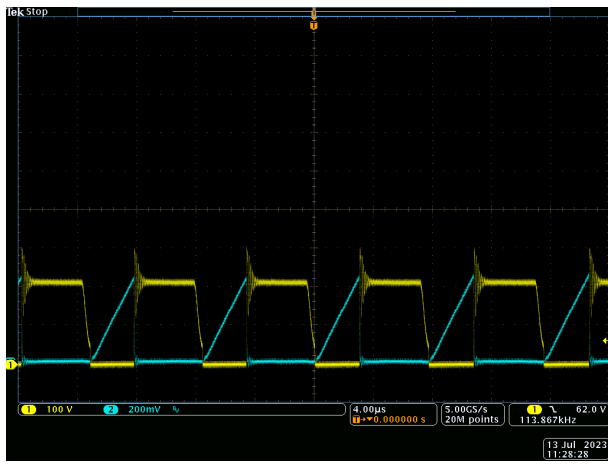 Tek Stop
T
1
1 100 V 2 200mV 4.00µs 5.00GS/s 1 62.0 V
T→▼0.000000 s 20M points 113.867kHz
13 Jul 2023
11:28:28